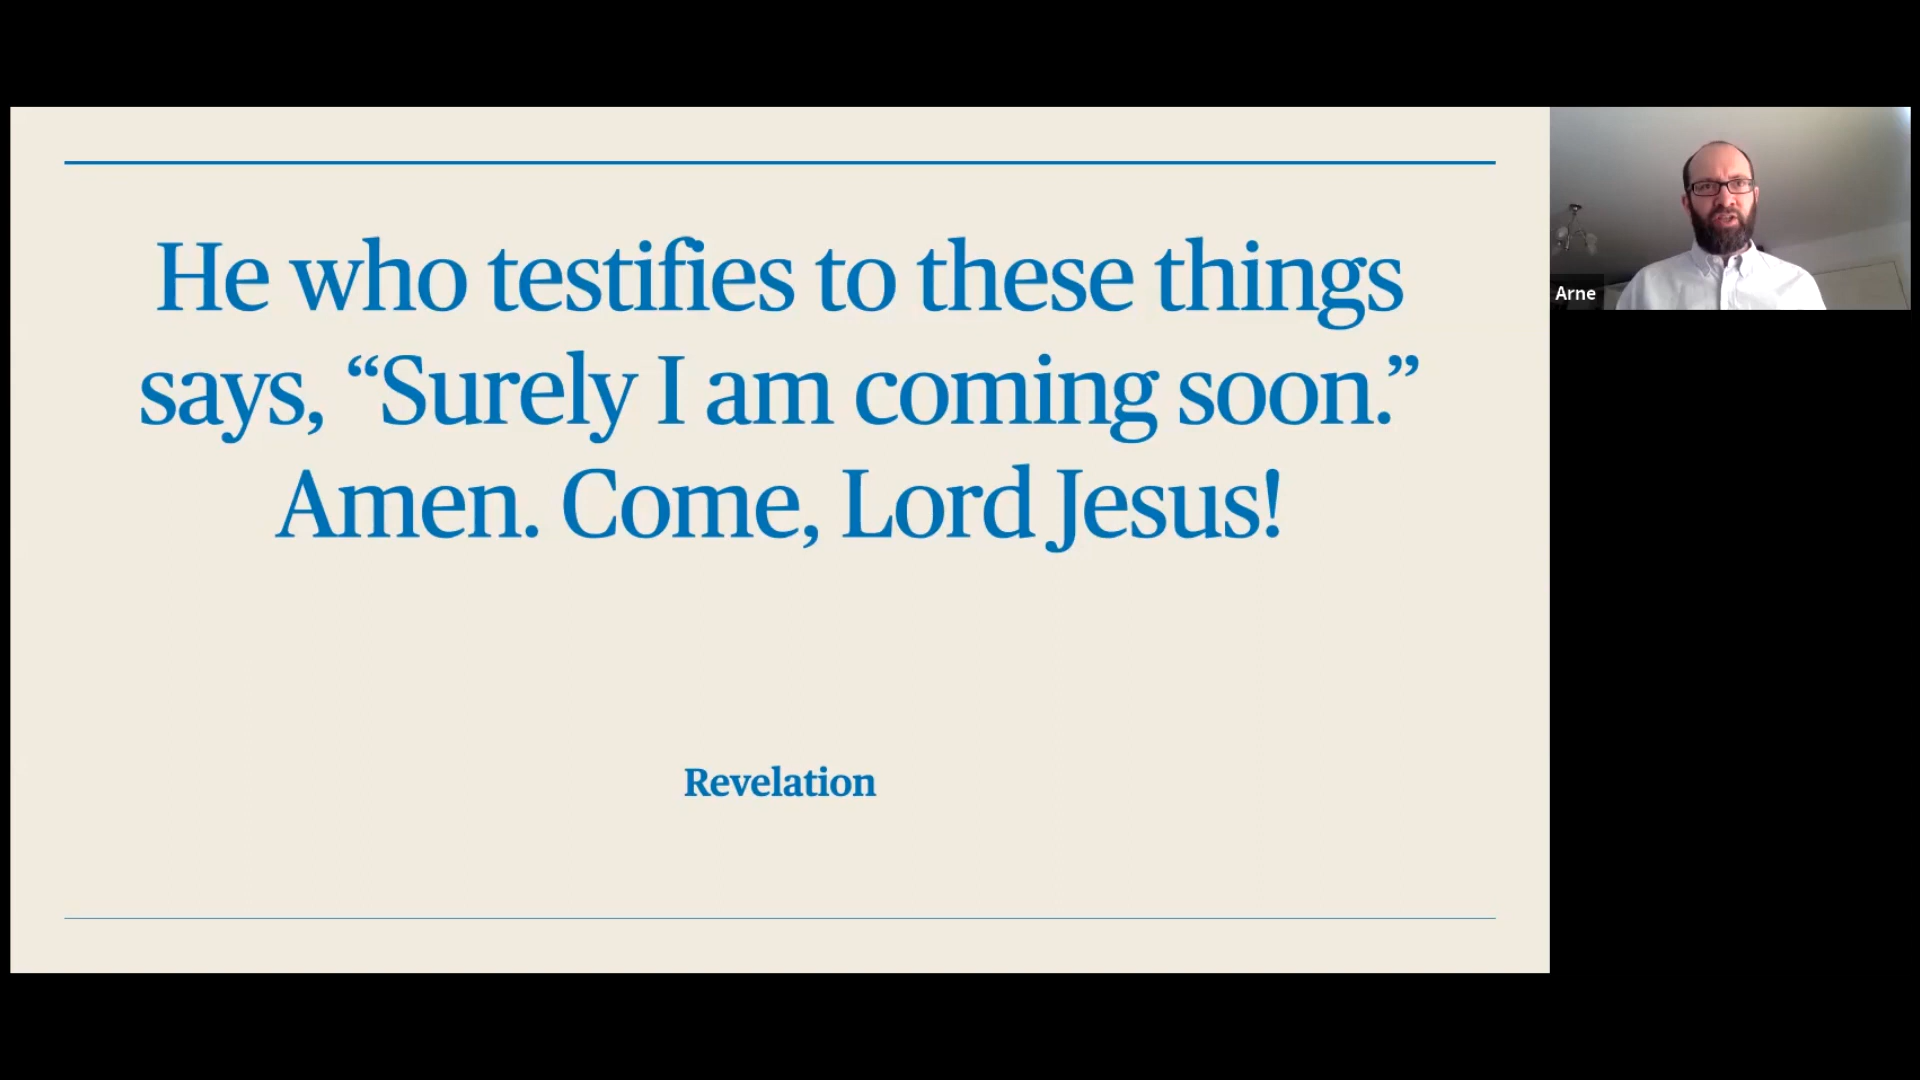 He who testifies to these things
says, “Surely I am coming soon.”
Amen. Come, Lord Jesus!
Revelation
Arne